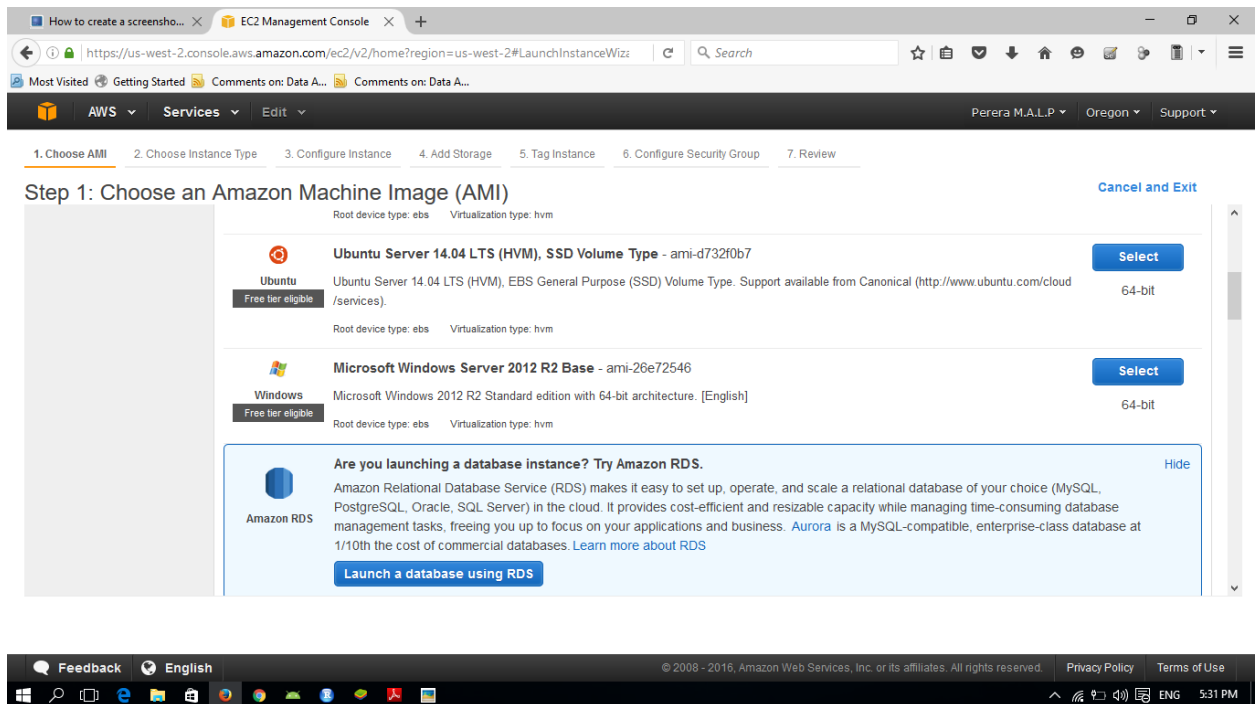 How to create a screensho...
EC2 Management Console
https://us-west-2.console.aws.amazon.com/ec2/v2/home?region=us-west-2#LaunchInstanceWiza
Search
Most Visited Getting Started Comments on: Data A... Comments on: Data A...
AWS Services Edit Perera M.A.L.P Oregon Support
1. Choose AMI 2. Choose Instance Type 3. Configure Instance 4. Add Storage 5. Tag Instance 6. Configure Security Group 7. Review
Step 1: Choose an Amazon Machine Image (AMI)
Cancel and Exit
Root device type: ebs Virtualization type: hvm
Ubuntu
Free tier eligible
Ubuntu Server 14.04 LTS (HVM), SSD Volume Type - ami-d732f0b7
Ubuntu Server 14.04 LTS (HVM), EBS General Purpose (SSD) Volume Type. Support available from Canonical (http://www.ubuntu.com/cloud
/services).
Root device type: ebs Virtualization type: hvm
Select
64-bit
Windows
Free tier eligible
Microsoft Windows Server 2012 R2 Base - ami-26e72546
Microsoft Windows 2012 R2 Standard edition with 64-bit architecture. [English]
Root device type: ebs Virtualization type: hvm
Select
64-bit
Amazon RDS
Are you launching a database instance? Try Amazon RDS.
Hide
Amazon Relational Database Service (RDS) makes it easy to set up, operate, and scale a relational database of your choice (MySQL,
PostgreSQL, Oracle, SQL Server) in the cloud. It provides cost-efficient and resizable capacity while managing time-consuming database
management tasks, freeing you up to focus on your applications and business. Aurora is a MySQL-compatible, enterprise-class database at
1/10th the cost of commercial databases. Learn more about RDS
Launch a database using RDS
Feedback English © 2008 - 2016, Amazon Web Services, Inc. or its affiliates. All rights reserved. Privacy Policy Terms of Use
ENG 5:31 PM